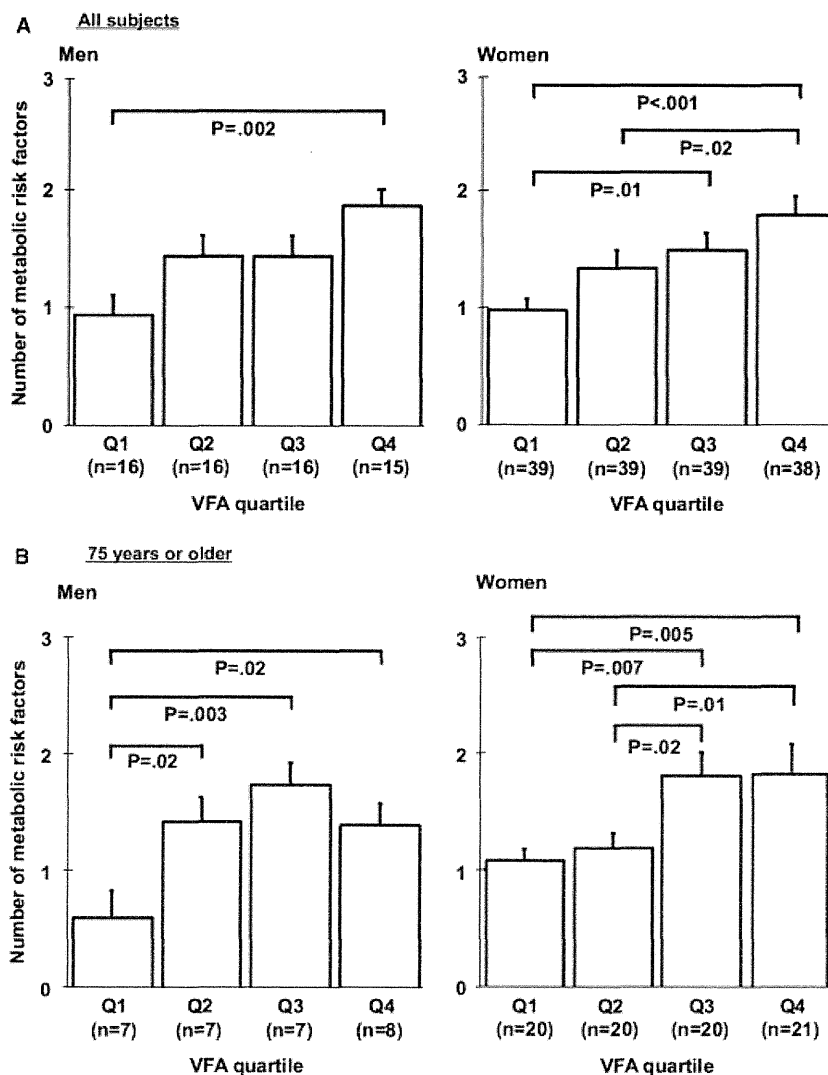 A All subjects
Men
Number of metabolic risk factors
3
2
1
0
P=.002
Q1 Q2 Q3 Q4
(n=16) (n=16) (n=16) (n=15)
VFA quartile
Women
3
2
1
0
P<.001
P=.02
P=.01
Q1 Q2 Q3 Q4
(n=39) (n=39) (n=39) (n=38)
VFA quartile
B 75 years or older
Men
Number of metabolic risk factors
3
2
1
0
P=.02
P=.003
P=.02
Q1 Q2 Q3 Q4
(n=7) (n=7) (n=7) (n=8)
VFA quartile
Women
3
2
1
0
P=.005
P=.007
P=.01
P=.02
Q1 Q2 Q3 Q4
(n=20) (n=20) (n=20) (n=21)
VFA quartile